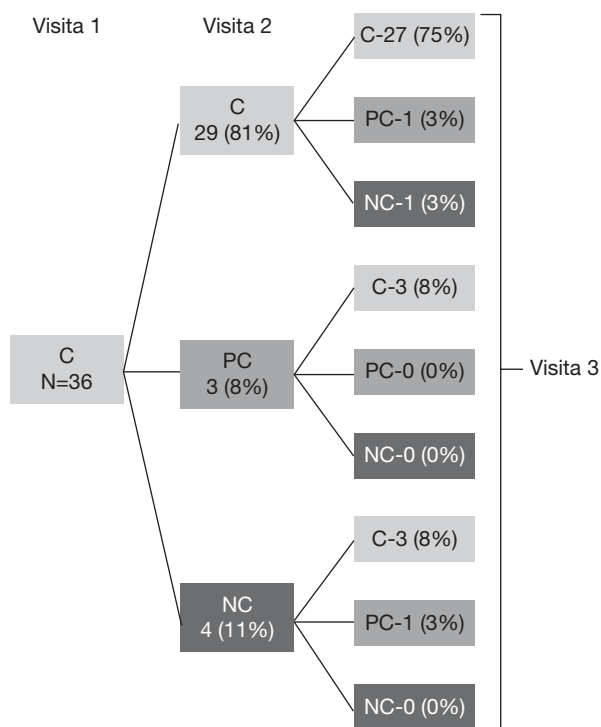 Visita 1
Visita 2
C
N=36
C
29 (81%)
C-27 (75%)
PC-1 (3%)
NC-1 (3%)
PC
3 (8%)
C-3 (8%)
PC-0 (0%)
NC-0 (0%)
NC
4 (11%)
C-3 (8%)
PC-1 (3%)
NC-0 (0%)
Visita 3